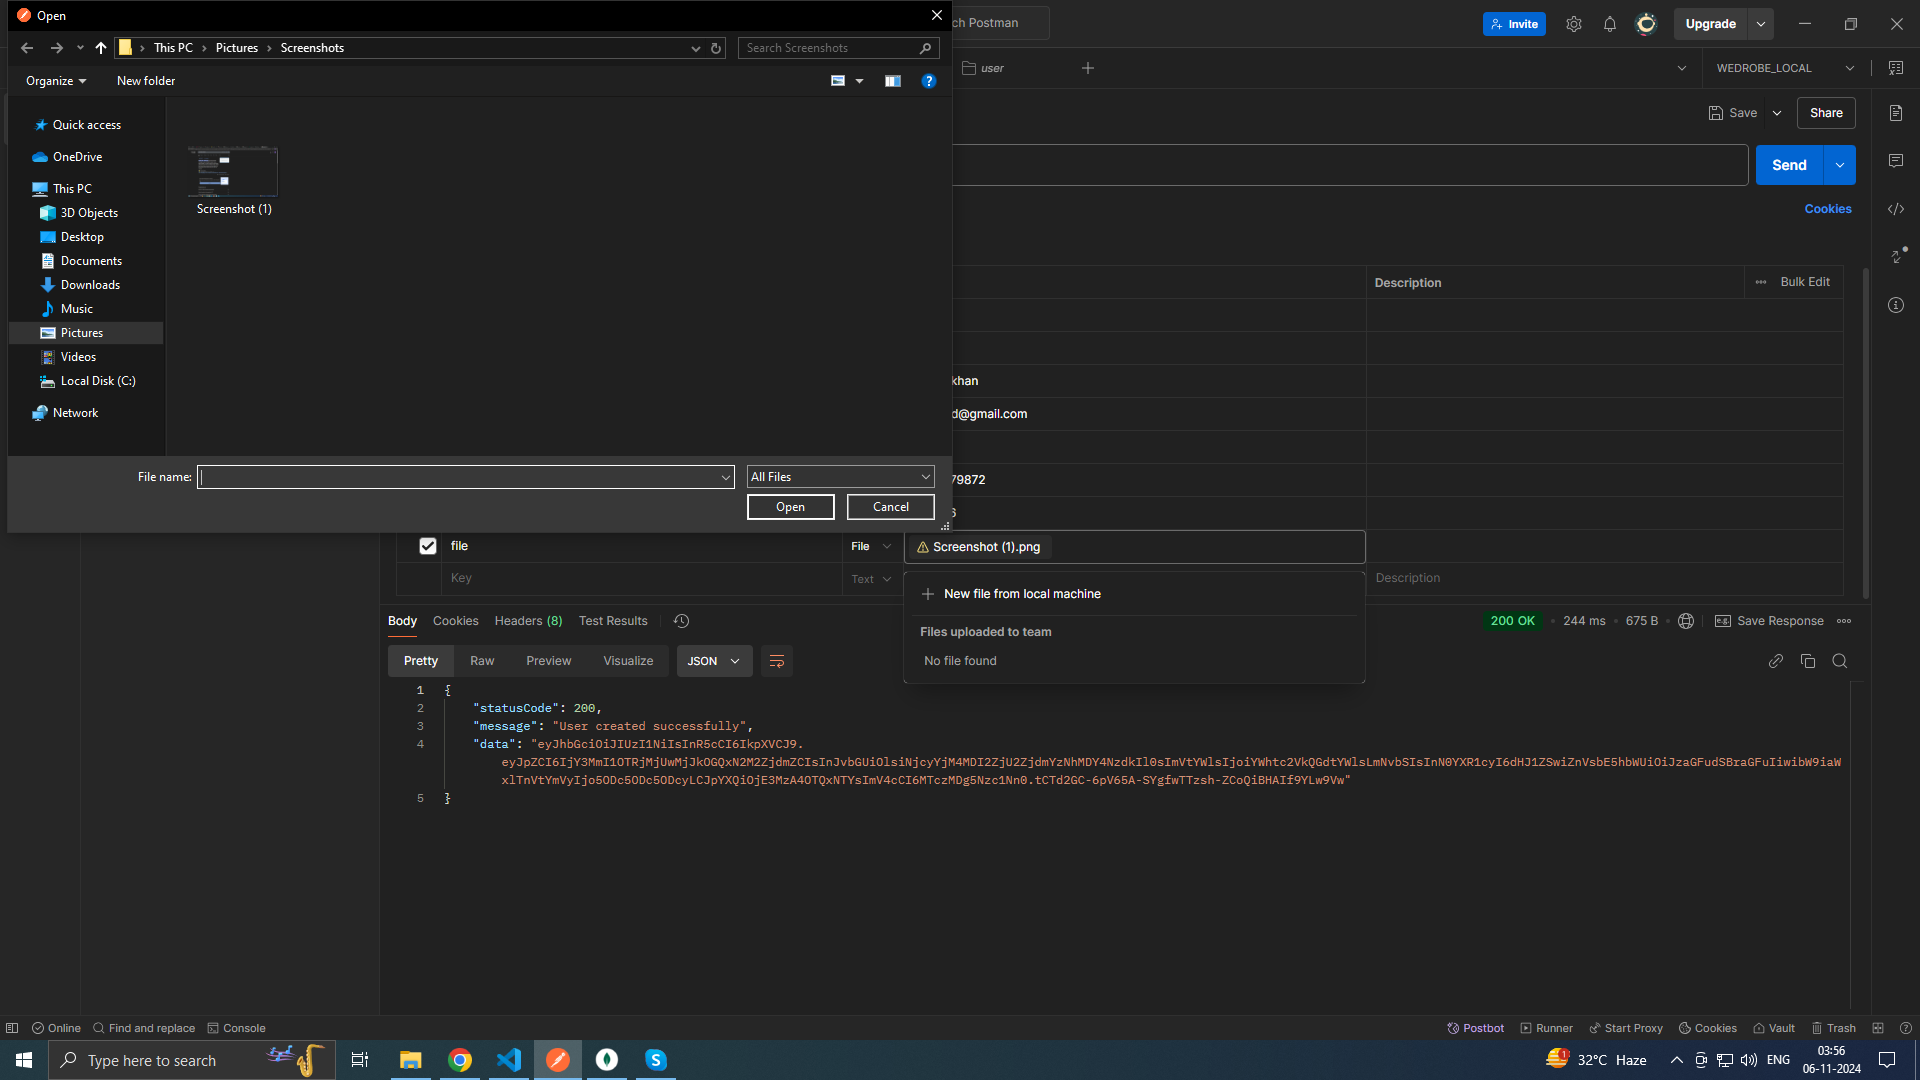 Open
ch Postman
Invite
Upgrade
This PC
Pictures
Screenshots
Search Screenshots
user
WEDROBE_LOCAL
Organize
New folder
Save
Share
Quick access
OneDrive
This PC
3D Objects
Desktop
Documents
Downloads
Music
Pictures
Videos
Local Disk (C:)
Network
Screenshot (1)
Send
Cookies
Description
Bulk Edit
khan
d@gmail.com
79872
6
File name:
All Files
Open
Cancel
file
File
Screenshot (1).png
Key
Text
Description
New file from local machine
Files uploaded to team
No file found
Body
Cookies
Headers (8)
Test Results
200 OK
244 ms
675 B
Save Response
Pretty
Raw
Preview
Visualize
JSON
1 {
2 "statusCode": 200,
3 "message": "User created successfully",
4 "data": "eyJhbGciOiJIUzI1NiIsInR5cCI6IkpXVCJ9.
5 }
Online
Find and replace
Console
Postbot
Runner
Start Proxy
Cookies
Vault
Trash
Type here to search
1
32°C Haze
ENG
03:56
06-11-2024